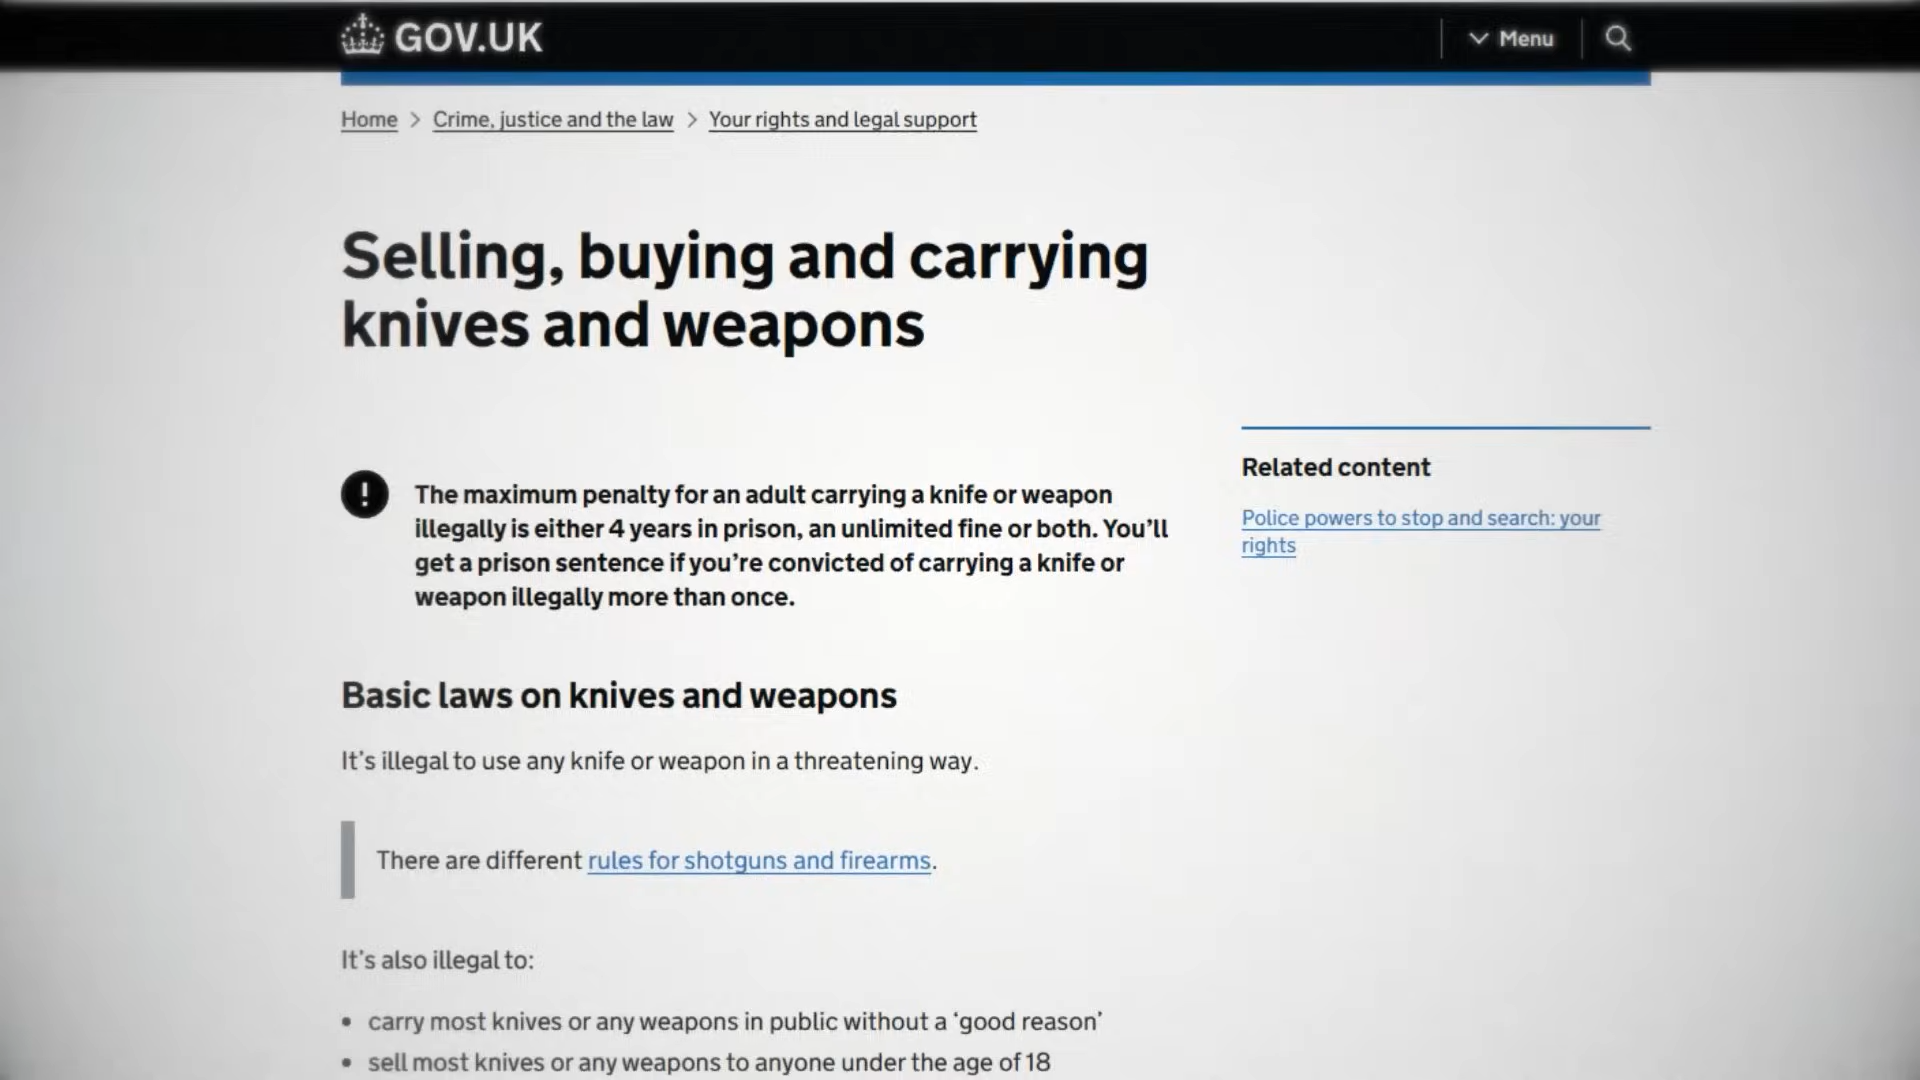 GOV.UK
Menu
Home > Crime, justice and the law > Your rights and legal support
Selling, buying and carrying
knives and weapons
! The maximum penalty for an adult carrying a knife or weapon
illegally is either 4 years in prison, an unlimited fine or both. You’ll
get a prison sentence if you’re convicted of carrying a knife or
weapon illegally more than once.
Related content
Police powers to stop and search: your
rights
Basic laws on knives and weapons
It’s illegal to use any knife or weapon in a threatening way.
There are different rules for shotguns and firearms.
It’s also illegal to:
• carry most knives or any weapons in public without a ‘good reason’
• sell most knives or any weapons to anyone under the age of 18